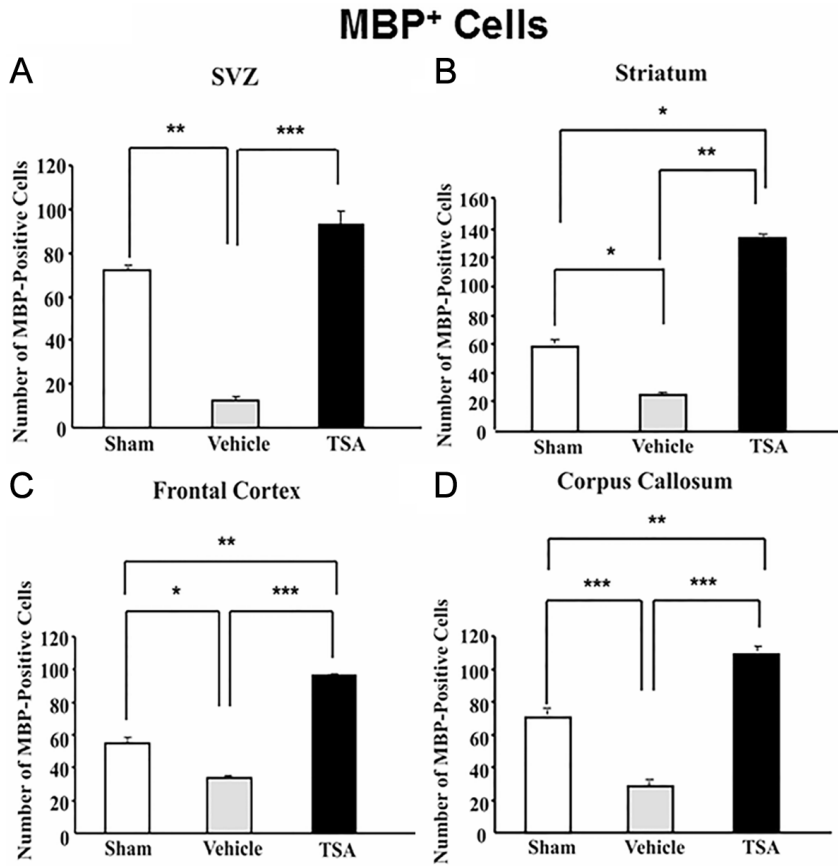 MBP+ Cells
A
SVZ
** ***
Number of MBP-Positive Cells
120
100
80
60
40
20
0
Sham Vehicle TSA
B
Striatum
*
**
*
Number of MBP-Positive Cells
160
140
120
100
80
60
40
20
0
Sham Vehicle TSA
C
Frontal Cortex
**
* ***
Number of MBP-Positive Cells
120
100
80
60
40
20
0
Sham Vehicle TSA
D
Corpus Callosum
**
*** ***
Number of MBP-Positive Cells
120
100
80
60
40
20
0
Sham Vehicle TSA